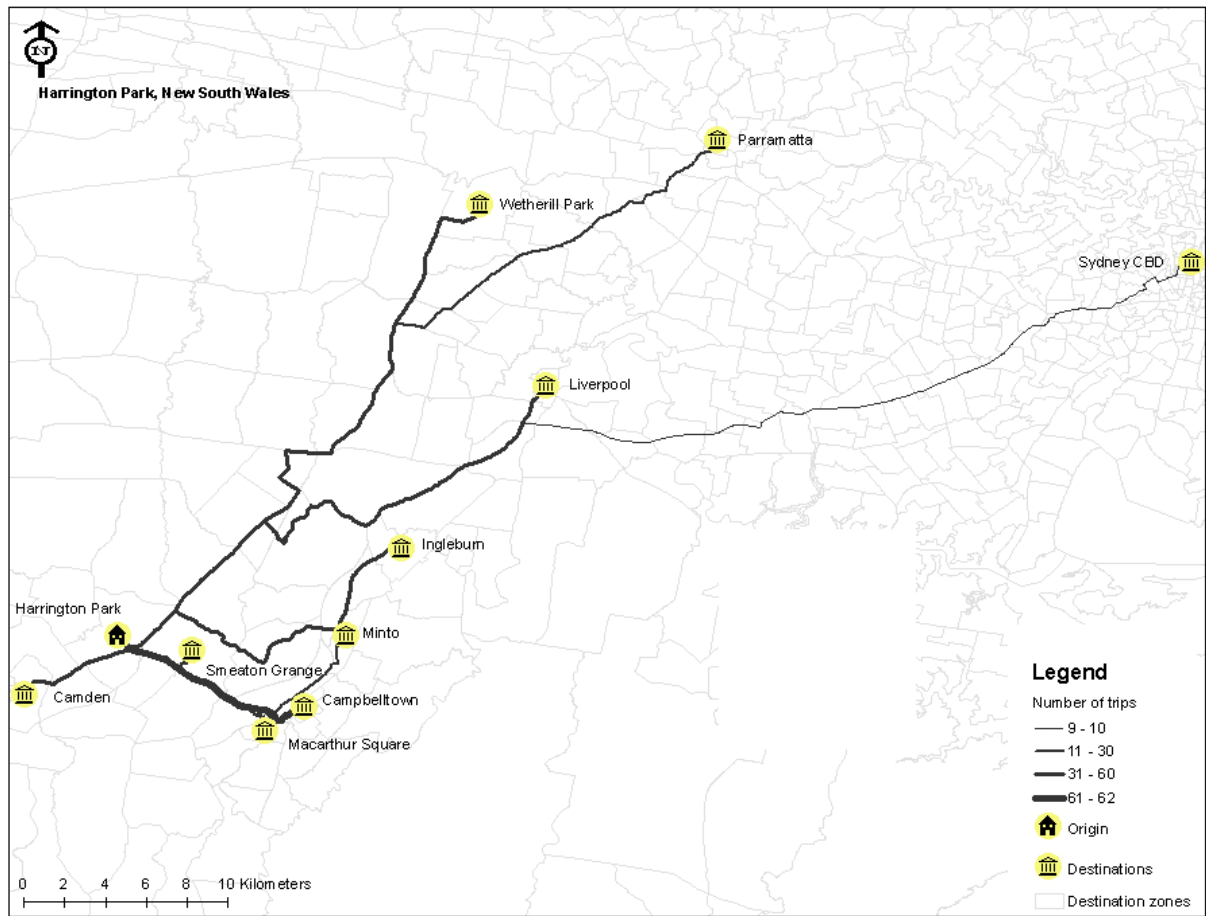 N
Harrington Park, New South Wales
Parramatta
Wetherill Park
Sydney CBD
Liverpool
Ingleburn
Harrington Park
Minto
Smeaton Grange
Camden
Campbelltown
Macarthur Square
Legend
Number of trips
9 - 10
11 - 30
31 - 60
61 - 62
Origin
Destinations
Destination zones
0 2 4 6 8 10 Kilometers